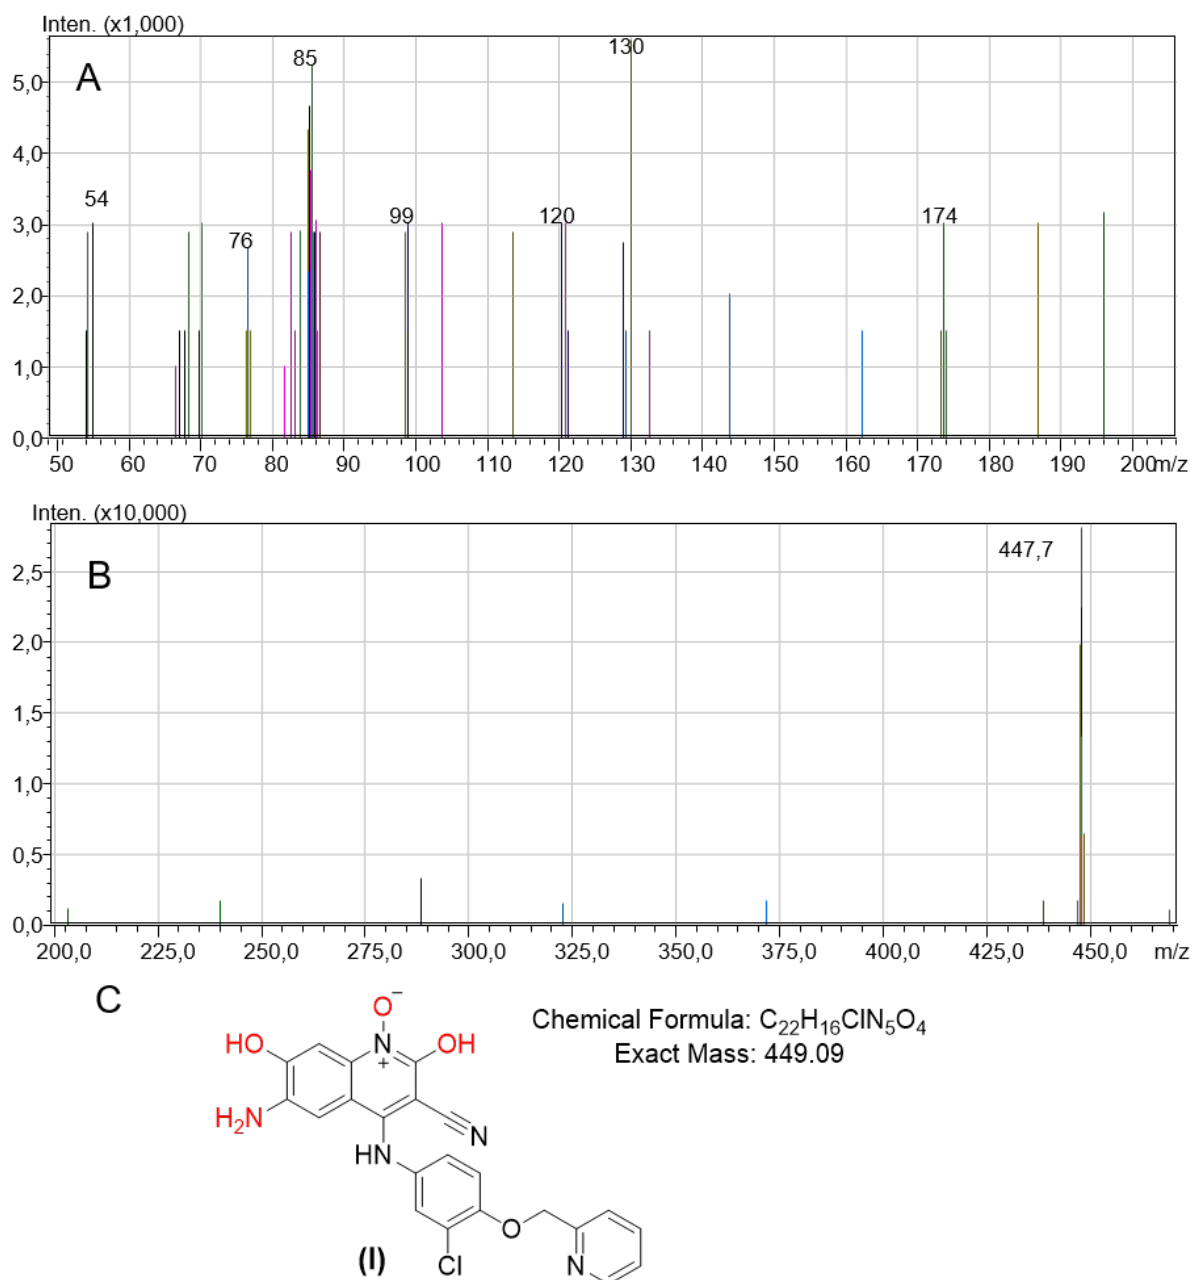 Inten. (x1,000)
A
5,0
4,0
3,0
2,0
1,0
0,0
54
76
85
99
120
130
174
50 60 70 80 90 100 110 120 130 140 150 160 170 180 190 200 m/z
Inten. (x10,000)
B
447,7
2,5
2,0
1,5
1,0
0,5
0,0
200,0 225,0 250,0 275,0 300,0 325,0 350,0 375,0 400,0 425,0 450,0 m/z
C
O−
HO N+ OH
H₂N
N
HN
O
(I) Cl N
Chemical Formula: C₂₂H₁₆ClN₅O₄
Exact Mass: 449.09